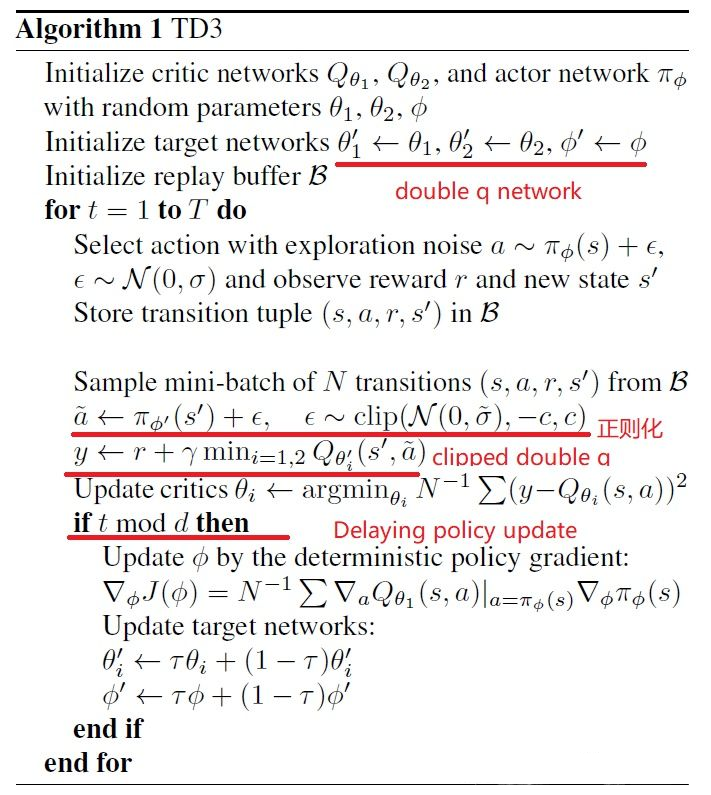 Algorithm 1 TD3
Initialize critic networks Q_θ₁, Q_θ₂, and actor network π_ϕ
with random parameters θ₁, θ₂, ϕ
Initialize target networks θ′₁ ← θ₁, θ′₂ ← θ₂, ϕ′ ← ϕ
double q network
Initialize replay buffer 𝓑
for t = 1 to T do
Select action with exploration noise a ∼ π_ϕ(s) + ϵ,
ϵ ∼ 𝒩(0, σ) and observe reward r and new state s′
Store transition tuple (s, a, r, s′) in 𝓑
Sample mini-batch of N transitions (s, a, r, s′) from 𝓑
ã ← π_ϕ′(s′) + ϵ, ϵ ∼ clip(𝒩(0, σ̃), −c, c) 正则化
y ← r + γ min_{i=1,2} Q_θ′ᵢ(s′, ã) clipped double q
Update critics θᵢ ← argmin_θᵢ N⁻¹ ∑(y−Q_θᵢ(s, a))²
if t mod d then Delaying policy update
Update ϕ by the deterministic policy gradient:
∇_ϕJ(ϕ) = N⁻¹ ∑ ∇ₐQ_θ₁(s, a)|_{a=π_ϕ(s)}∇_ϕπ_ϕ(s)
Update target networks:
θ′ᵢ ← τθᵢ + (1 − τ)θ′ᵢ
ϕ′ ← τϕ + (1 − τ)ϕ′
end if
end for